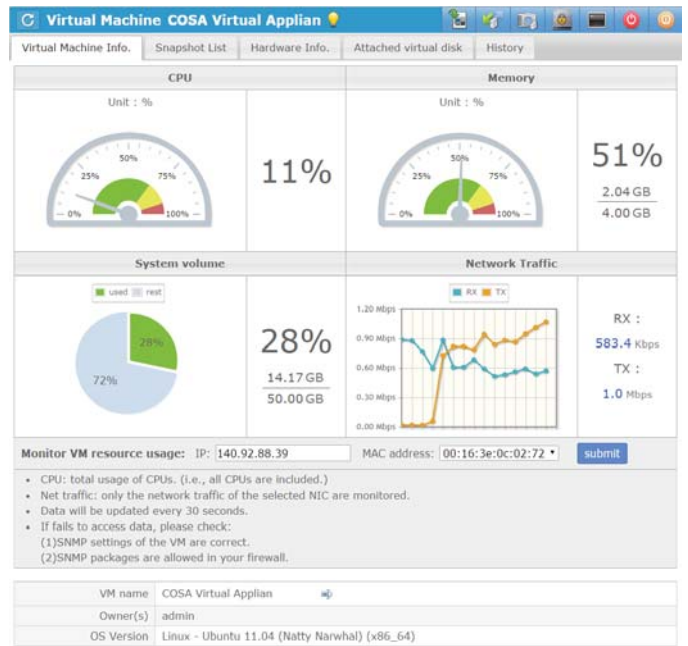 Virtual Machine COSA Virtual Applian
Virtual Machine Info. Snapshot List Hardware Info. Attached virtual disk History
CPU Memory
Unit : % Unit : %
0% 25% 50% 75% 100%
11%
0% 25% 50% 75% 100%
51%
2.04 GB
4.00 GB
System volume Network Traffic
used rest
28%
72%
28%
14.17 GB
50.00 GB
RX TX
1.20 Mbps
0.90 Mbps
0.60 Mbps
0.30 Mbps
0.00 Mbps
RX :
583.4 Kbps
TX :
1.0 Mbps
Monitor VM resource usage: IP: 140.92.88.39 MAC address: 00:16:3e:0c:02:72 submit
• CPU: total usage of CPUs. (i.e., all CPUs are included.)
• Net traffic: only the network traffic of the selected NIC are monitored.
• Data will be updated every 30 seconds.
• If fails to access data, please check:
(1)SNMP settings of the VM are correct.
(2)SNMP packages are allowed in your firewall.
VM name COSA Virtual Applian
Owner(s) admin
OS Version Linux - Ubuntu 11.04 (Natty Narwhal) (x86_64)